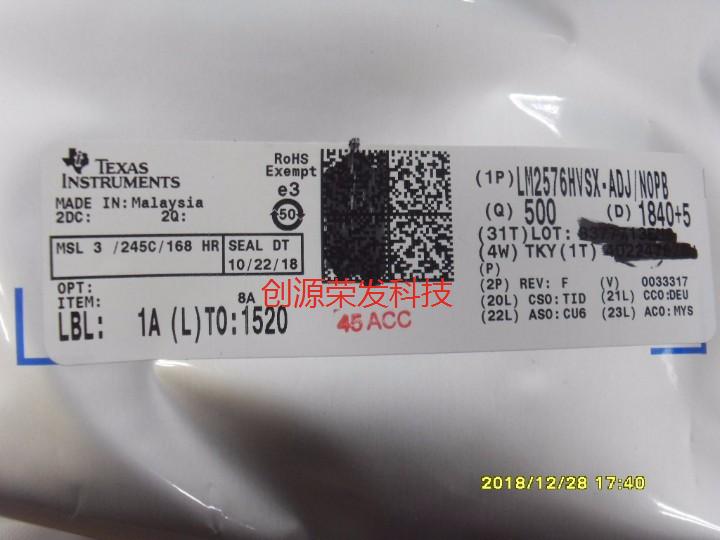 TEXAS
INSTRUMENTS
MADE IN: Malaysia
2DC: 2Q:
RoHS
Exempt
e3
50
MSL 3 /245C/168 HR
SEAL DT
10/22/18
OPT:
ITEM:
8A
LBL: 1A (L)TO:1520
(1P) LM2576HVSX-ADJ/NOPB
(Q) 500 (D) 1840+5
(31T)LOT:
(4W) TKY(1T)
(P)
(2P) REV: F (V) 0033317
(20L) CSO:TID (21L) CCO:DEU
(22L) ASO:CU6 (23L) ACO:MYS
创源荣发科技
45 ACC
2018/12/28 17:40